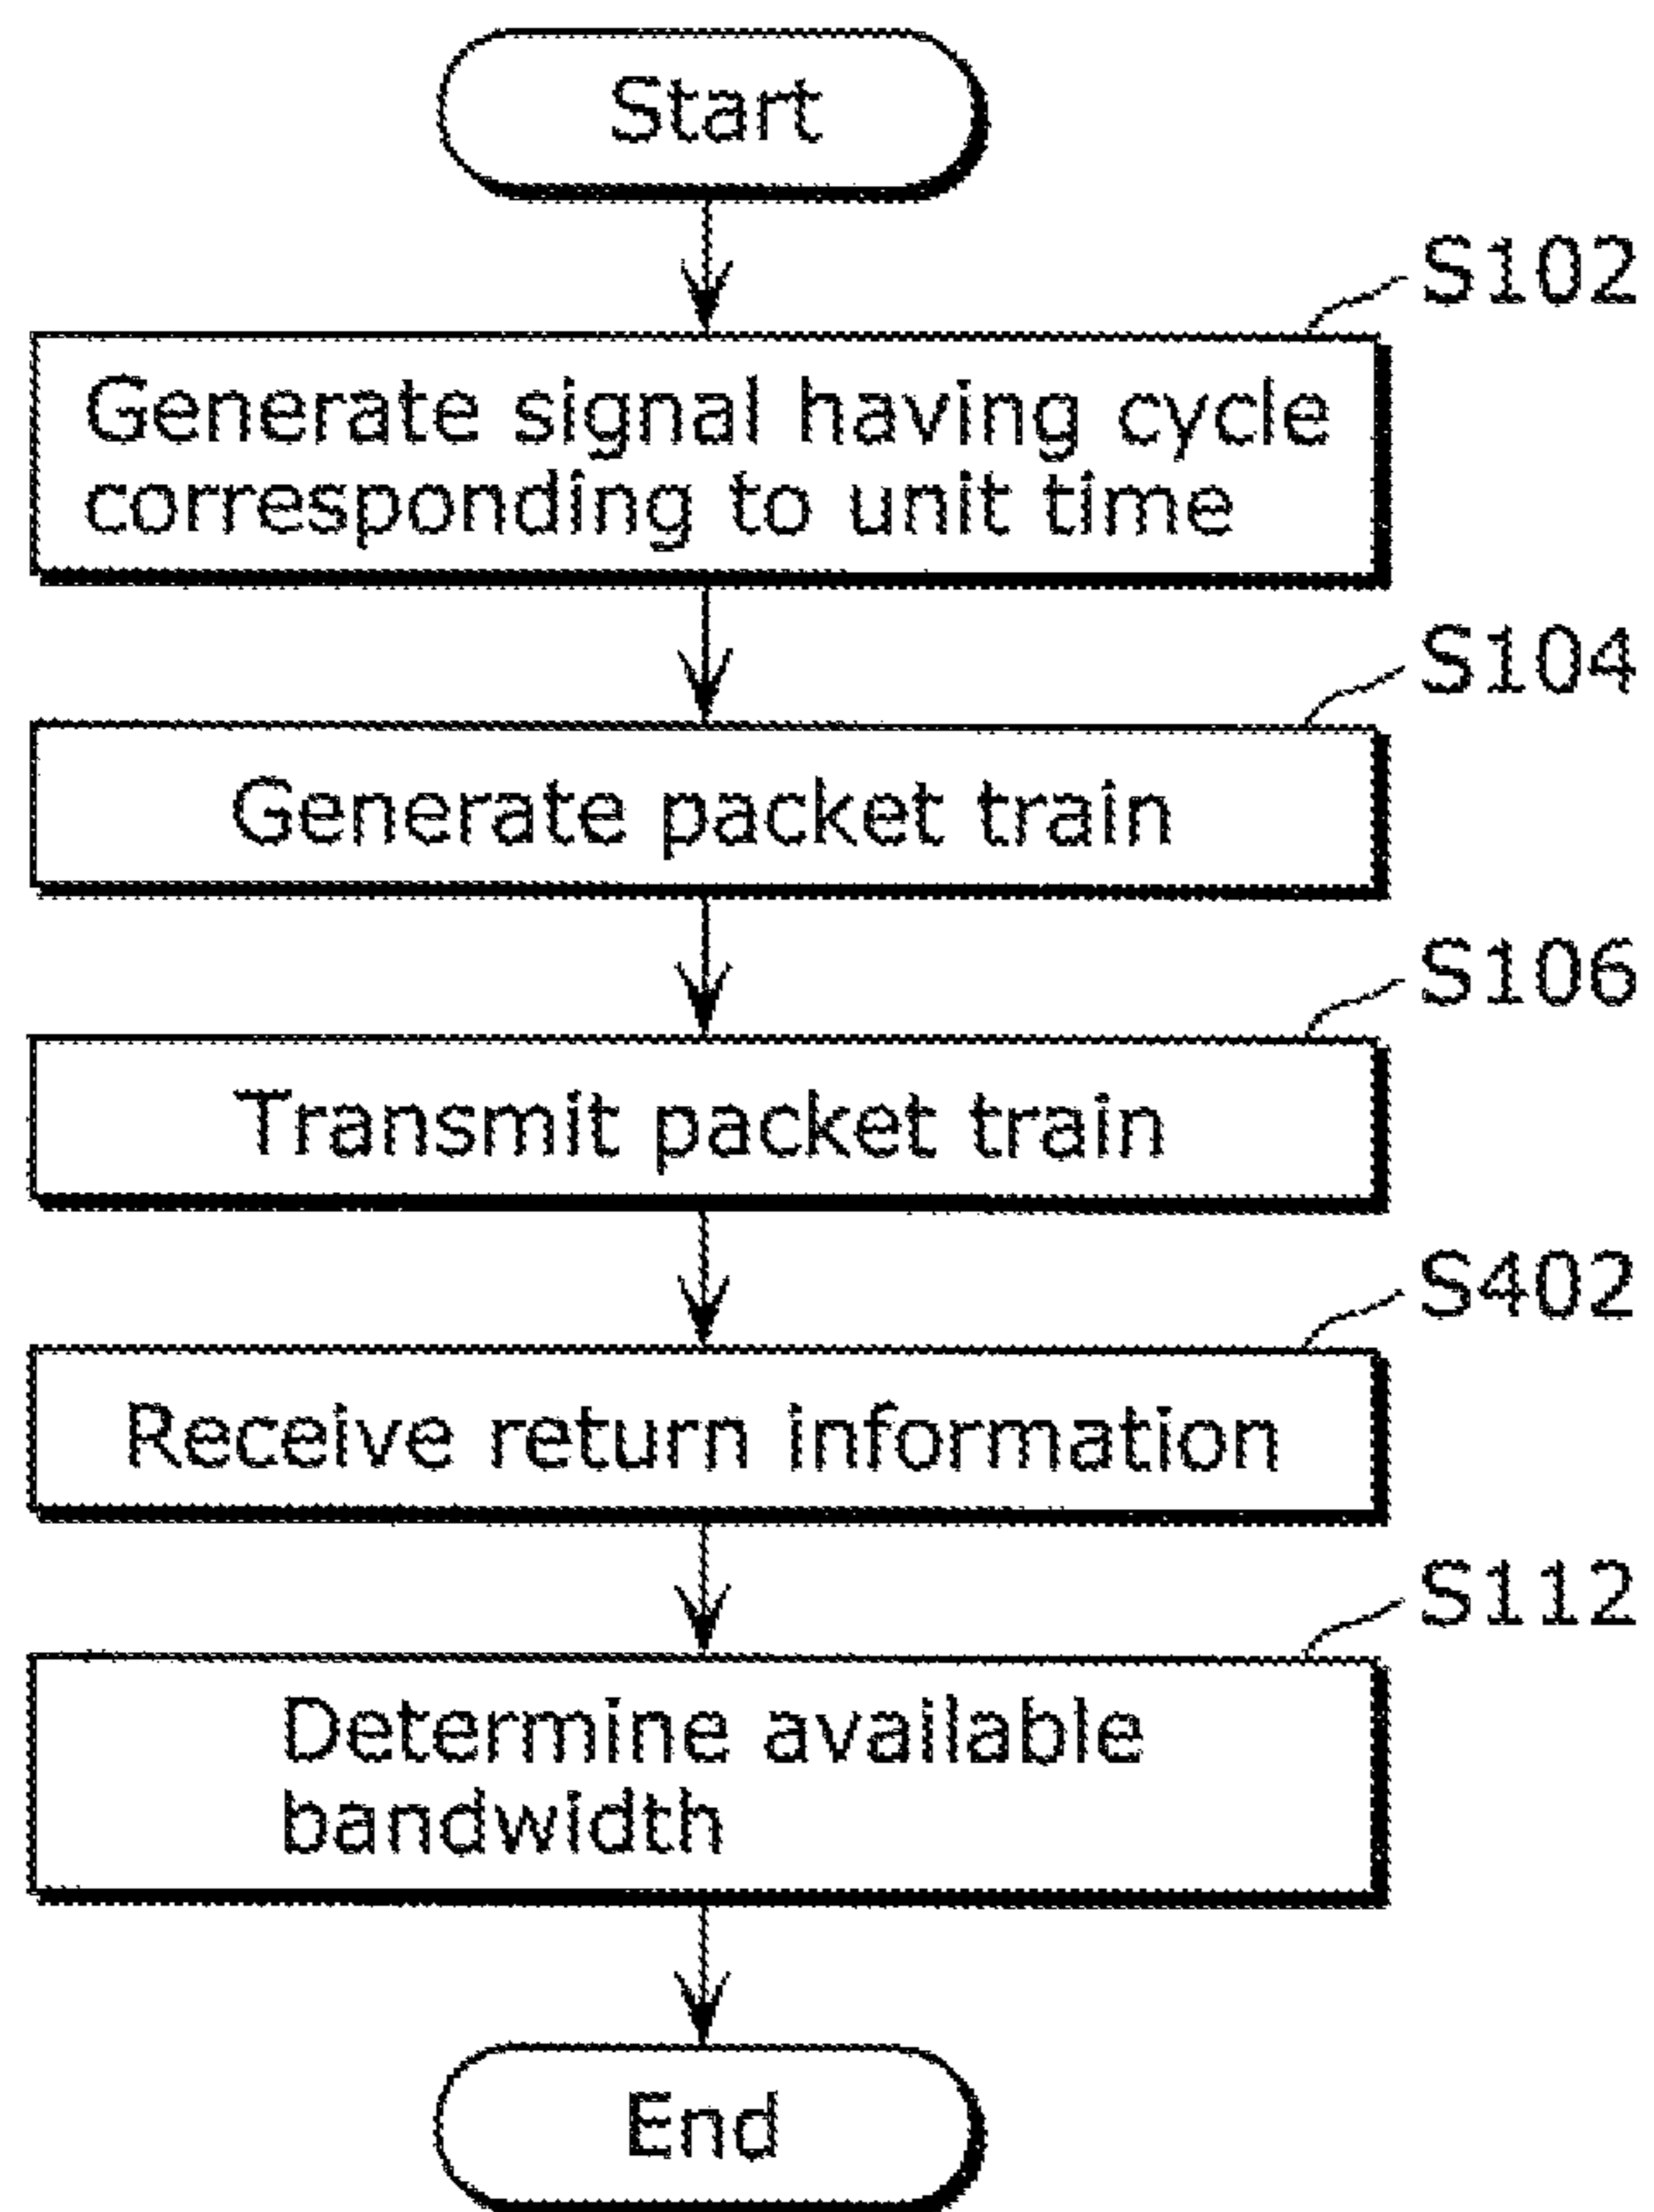 Start
S102
Generate signal having cycle
corresponding to unit time
S104
Generate packet train
S106
Transmit packet train
S402
Receive return information
S112
Determine available
bandwidth
End